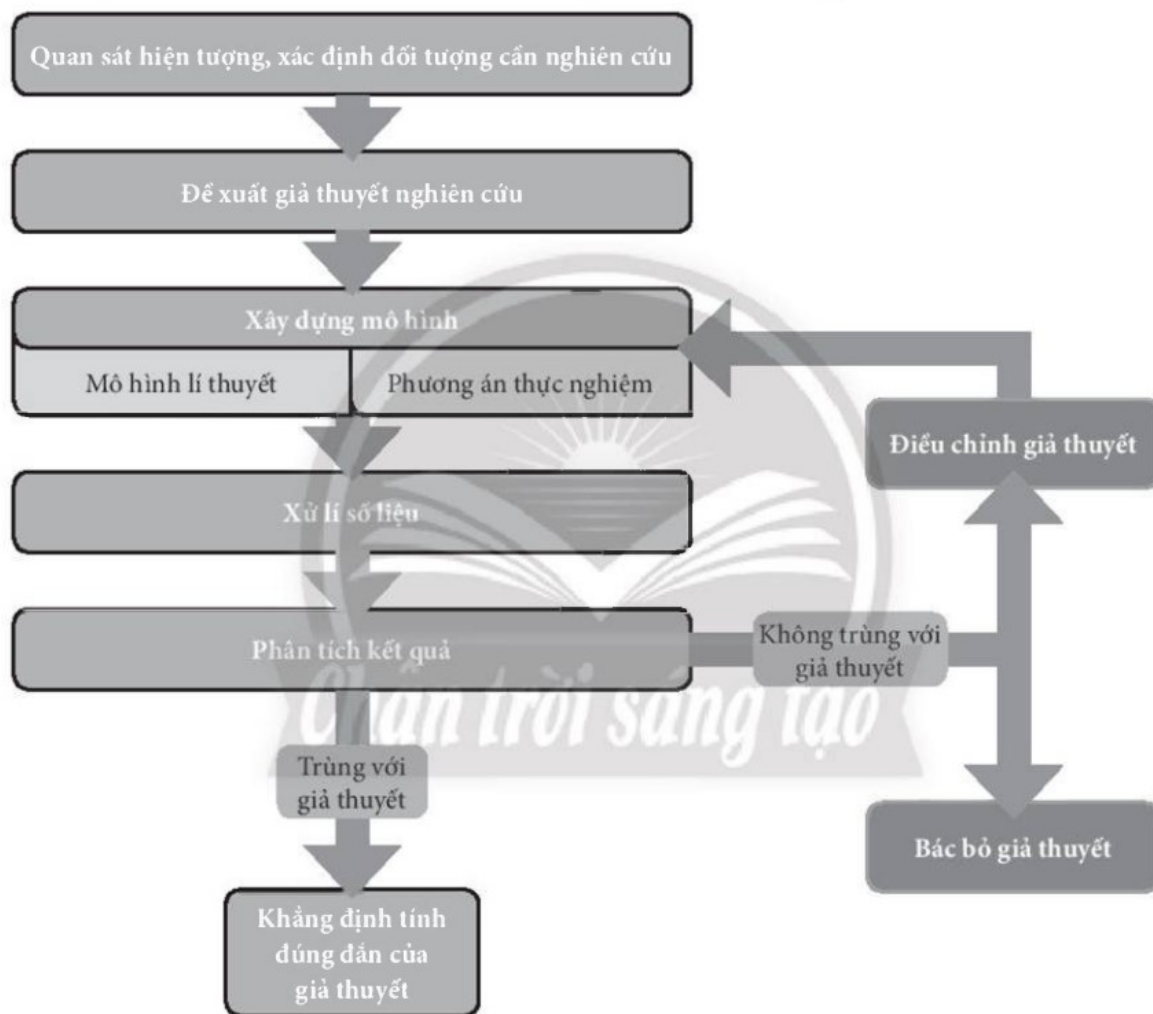 Quan sát hiện tượng, xác định đối tượng cần nghiên cứu
Đề xuất giả thuyết nghiên cứu
Xây dựng mô hình
Mô hình lí thuyết
Phương án thực nghiệm
Điều chỉnh giả thuyết
Xử lí số liệu
Phân tích kết quả
Không trùng với
giả thuyết
Chân trời sáng tạo
Trùng với
giả thuyết
Bác bỏ giả thuyết
Khẳng định tính
đúng đắn của
giả thuyết